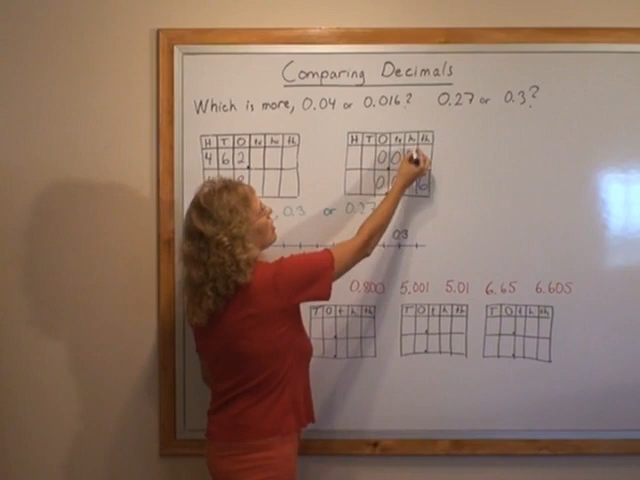 Comparing Decimals
Which is more, 0.04 or 0.016? 0.27 or 0.3?
H T O t h th H T O t h th
4 6 2 0 0
8 0 6
0.3 or 0.27
0.3
0.800 5.001 5.01 6.65 6.605
T O t h th T O t h th T O t h th